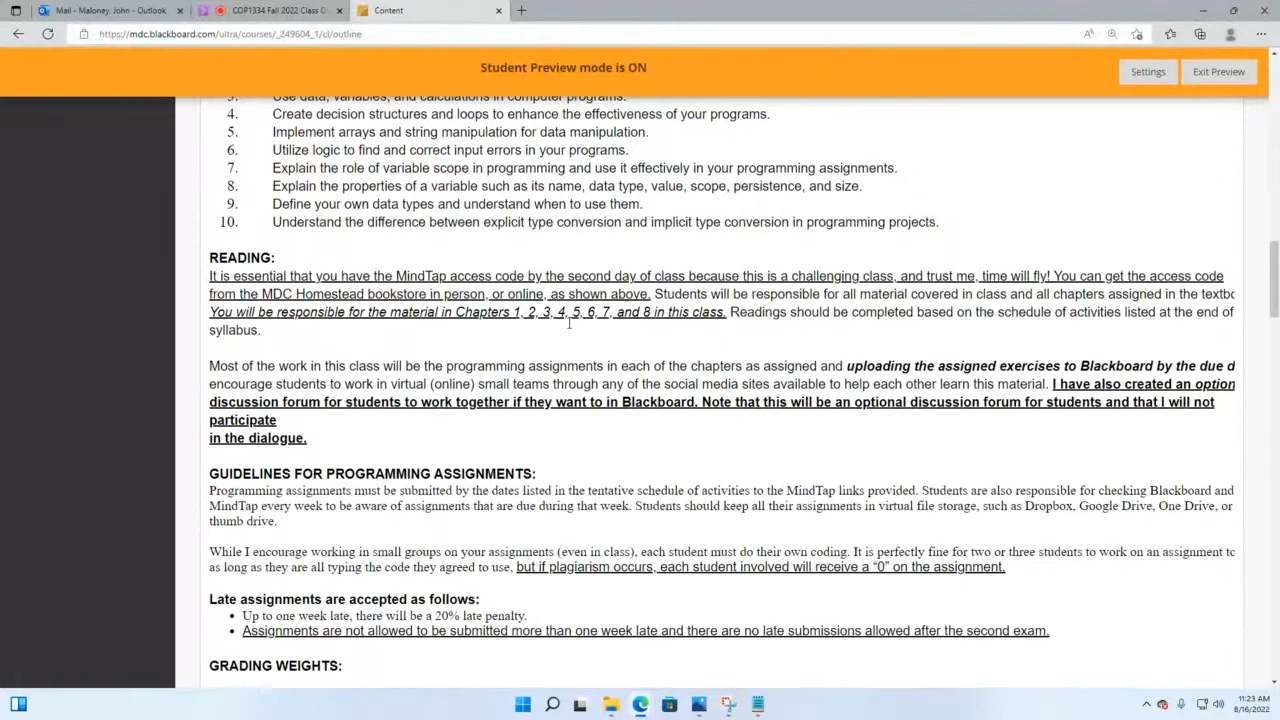 Mail - Maloney, John - Outlook
COP1334 Fall 2022 Class O
Content
https://mdc.blackboard.com/ultra/courses/_249604_1/cl/outline
Student Preview mode is ON
Settings
Exit Preview
3. Use data, variables, and calculations in computer programs.
4. Create decision structures and loops to enhance the effectiveness of your programs.
5. Implement arrays and string manipulation for data manipulation.
6. Utilize logic to find and correct input errors in your programs.
7. Explain the role of variable scope in programming and use it effectively in your programming assignments.
8. Explain the properties of a variable such as its name, data type, value, scope, persistence, and size.
9. Define your own data types and understand when to use them.
10. Understand the difference between explicit type conversion and implicit type conversion in programming projects.
READING:
It is essential that you have the MindTap access code by the second day of class because this is a challenging class, and trust me, time will fly! You can get the access code
from the MDC Homestead bookstore in person, or online, as shown above. Students will be responsible for all material covered in class and all chapters assigned in the textbo
You will be responsible for the material in Chapters 1, 2, 3, 4, 5, 6, 7, and 8 in this class. Readings should be completed based on the schedule of activities listed at the end of
syllabus.
Most of the work in this class will be the programming assignments in each of the chapters as assigned and uploading the assigned exercises to Blackboard by the due d
encourage students to work in virtual (online) small teams through any of the social media sites available to help each other learn this material. I have also created an option
discussion forum for students to work together if they want to in Blackboard. Note that this will be an optional discussion forum for students and that I will not
participate
in the dialogue.
GUIDELINES FOR PROGRAMMING ASSIGNMENTS:
Programming assignments must be submitted by the dates listed in the tentative schedule of activities to the MindTap links provided. Students are also responsible for checking Blackboard and
MindTap every week to be aware of assignments that are due during that week. Students should keep all their assignments in virtual file storage, such as Dropbox, Google Drive, One Drive, or
thumb drive.
While I encourage working in small groups on your assignments (even in class), each student must do their own coding. It is perfectly fine for two or three students to work on an assignment to
as long as they are all typing the code they agreed to use, but if plagiarism occurs, each student involved will receive a “0” on the assignment.
Late assignments are accepted as follows:
• Up to one week late, there will be a 20% late penalty.
• Assignments are not allowed to be submitted more than one week late and there are no late submissions allowed after the second exam.
GRADING WEIGHTS:
11:23 AM
8/16/2022